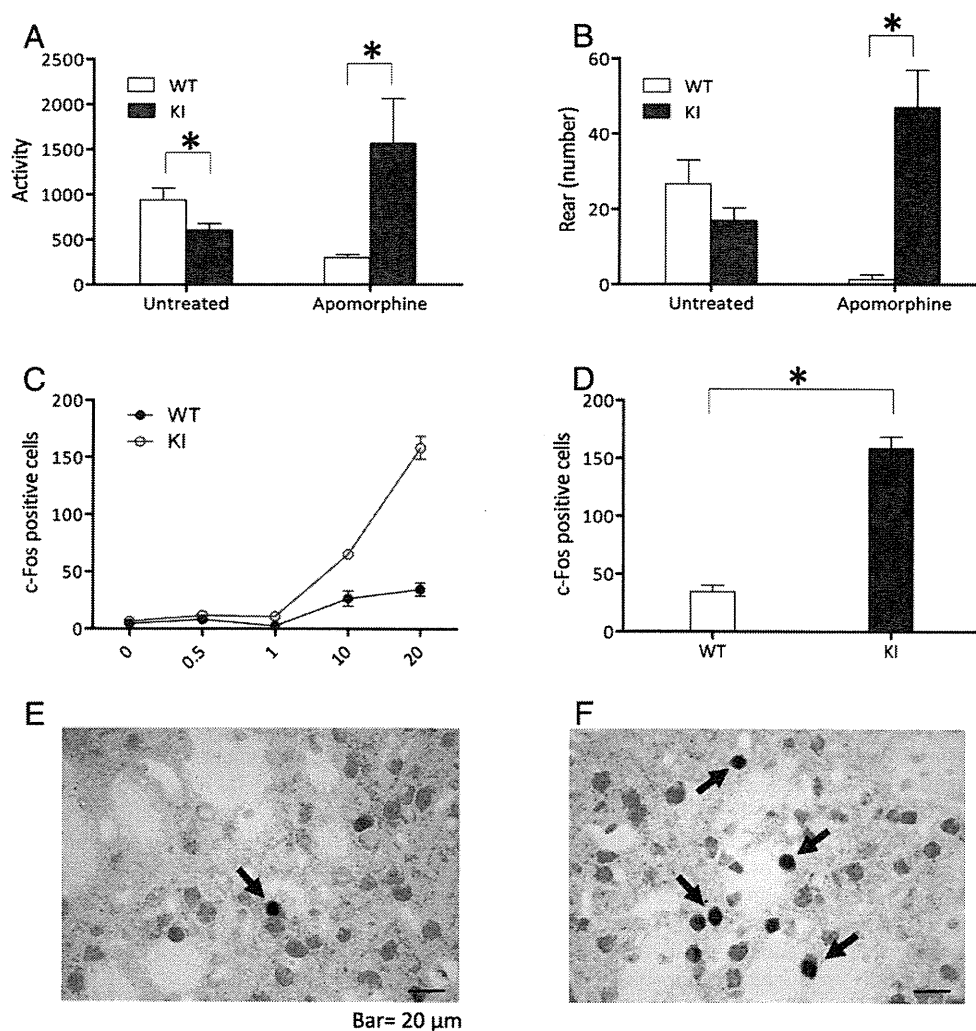 A
2500
2000
1500
1000
500
0
Activity
WT
KI
*
*
Untreated
Apomorphine
B
60
40
20
0
Rear (number)
WT
KI
*
Untreated
Apomorphine
C
200
150
100
50
0
c-Fos positive cells
WT
KI
0
0.5
1
10
20
D
200
150
100
50
0
c-Fos positive cells
*
WT
KI
E
F
Bar= 20 μm